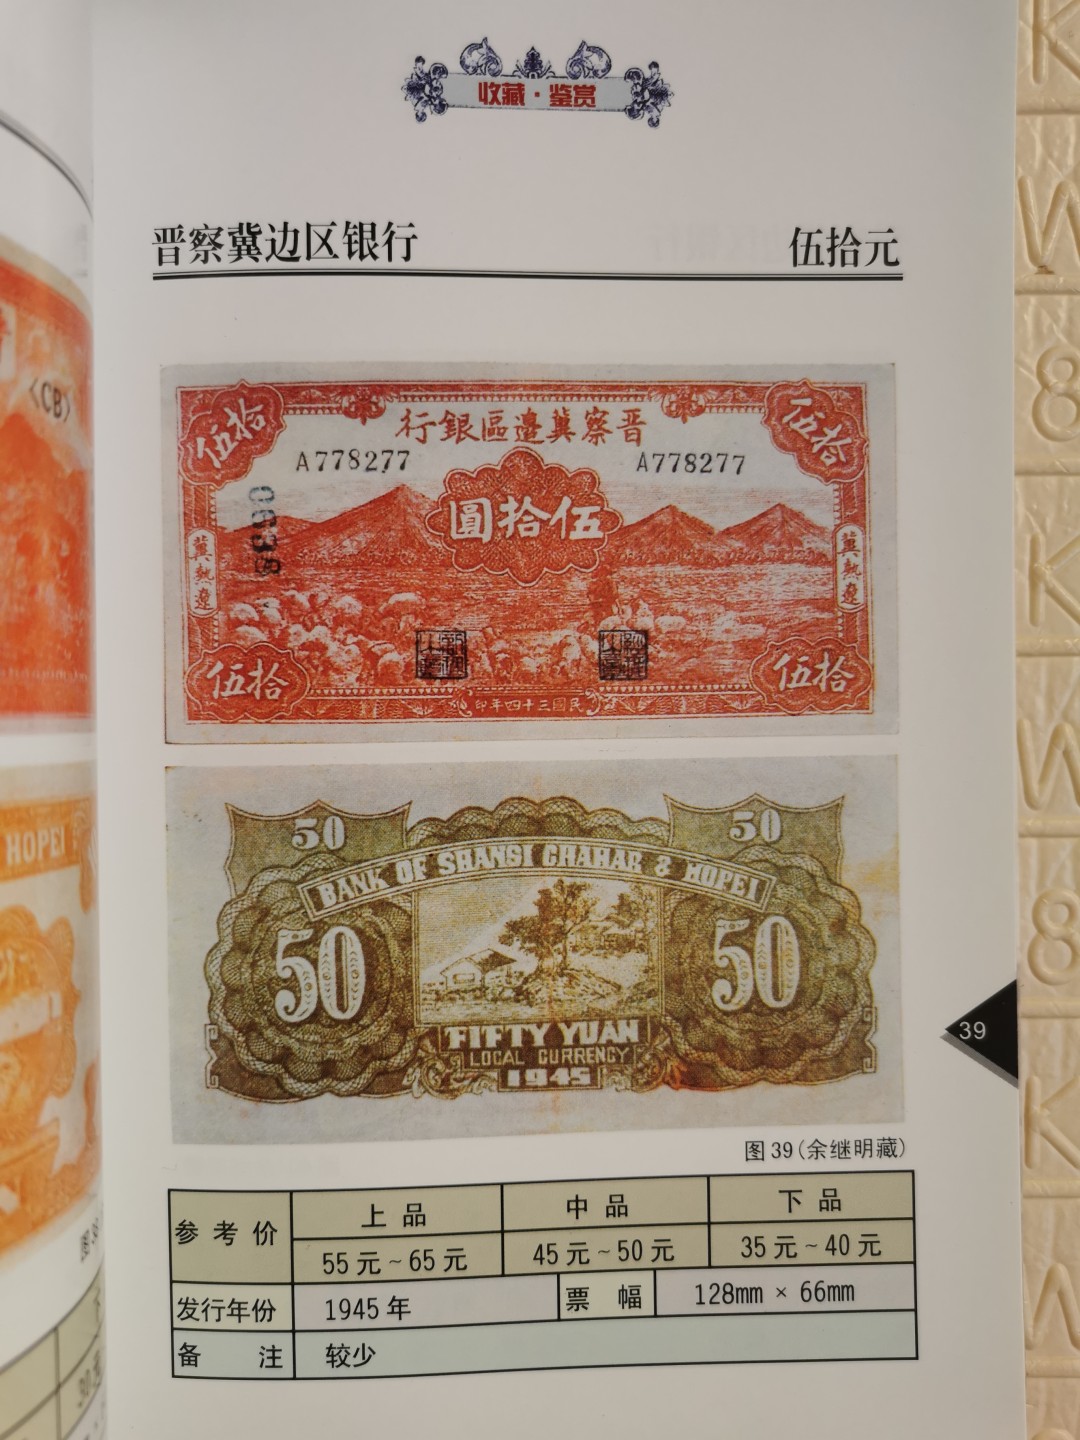 收藏·鉴赏
晋察冀边区银行 伍拾元
<CB>
伍拾 行銀區邊冀察晋 伍拾
A778277 A778277
圓拾伍
冀熱遼 冀熱遼
伍拾 伍拾
印年四十三國民
50 50
BANK OF SHANSI CHAHAR & HOPEI
HOPEI
50 50
FIFTY YUAN
LOCAL CURRENCY
1945
39
图39(余继明藏)
参考价 上品 中品 下品
55元~65元 45元~50元 35元~40元
发行年份 1945年 票幅 128mm × 66mm
备注 较少